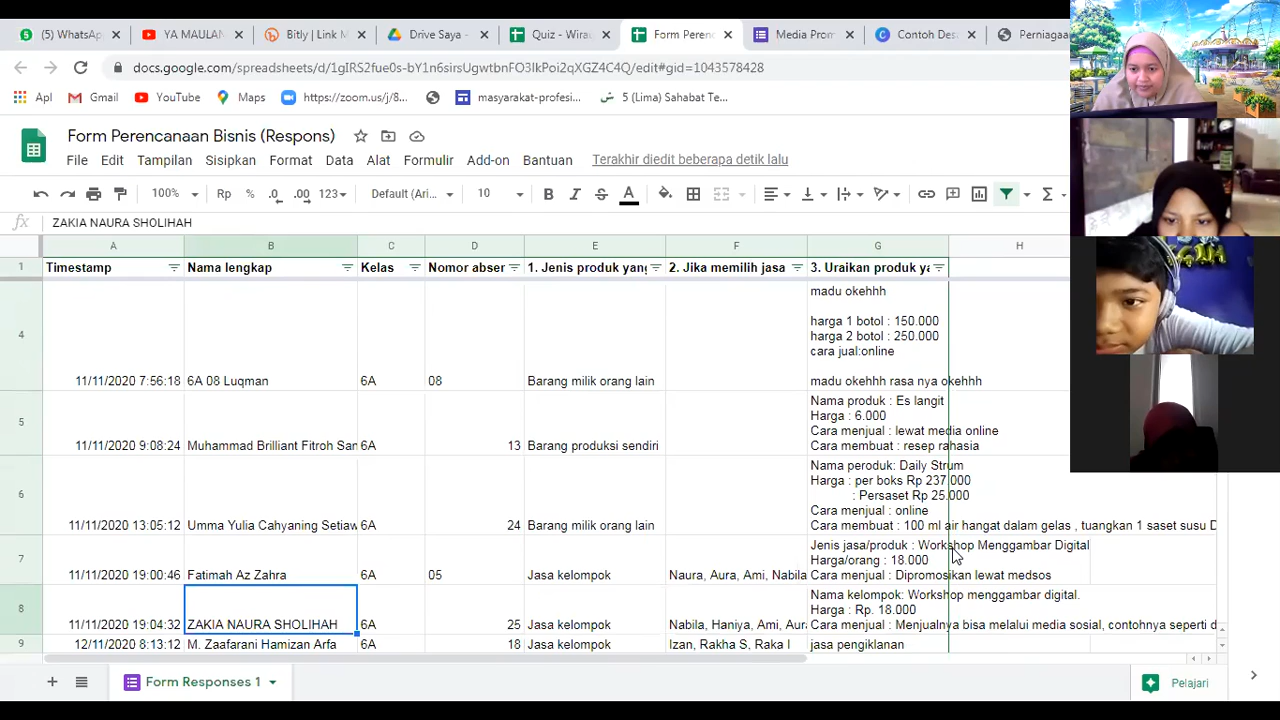 (5) WhatsAp
YA MAULAN
Bitly | Link M
Drive Saya -
Quiz - Wira
Form Peren
Media Pron
Contoh Des
Perniagaa
docs.google.com/spreadsheets/d/
/edit#gid=1043578428
Apl
Gmail
YouTube
Maps
https://zoom.us/j/8...
masyarakat-profesi...
5 (Lima) Sahabat Te...
Form Perencanaan Bisnis (Respons)
File Edit Tampilan Sisipkan Format Data Alat Formulir Add-on Bantuan Terakhir diedit beberapa detik lalu
100% Rp % .0 .00 123 Default (Ari... 10 B I S A
fx ZAKIA NAURA SHOLIHAH
A B C D E F G H
1 Timestamp Nama lengkap Kelas Nomor abser 1. Jenis produk yang 2. Jika memilih jasa 3. Uraikan produk ya
madu okehhh
harga 1 botol : 150.000
harga 2 botol : 250.000
cara jual:online
madu okehhh rasa nya okehhh
4 11/11/2020 7:56:18 6A 08 Luqman 6A 08 Barang milik orang lain
Nama produk : Es langit
Harga : 6.000
Cara menjual : lewat media online
Cara membuat : resep rahasia
5 11/11/2020 9:08:24 Muhammad Brilliant Fitroh Sar 6A 13 Barang produksi sendiri
Nama peroduk: Daily Strum
Harga : per boks Rp 237.000
: Persaset Rp 25.000
Cara menjual : online
Cara membuat : 100 ml air hangat dalam gelas , tuangkan 1 saset susu D
6 11/11/2020 13:05:12 Umma Yulia Cahyaning Setiaw 6A 24 Barang milik orang lain
Jenis jasa/produk : Workshop Menggambar Digital
Harga/orang : 18.000
Cara menjual : Dipromosikan lewat medsos
7 11/11/2020 19:00:46 Fatimah Az Zahra 6A 05 Jasa kelompok Naura, Aura, Ami, Nabila
Nama kelompok: Workshop menggambar digital.
Harga : Rp. 18.000
Cara menjual : Menjualnya bisa melalui media sosial, contohnya seperti d
8 11/11/2020 19:04:32 ZAKIA NAURA SHOLIHAH 6A 25 Jasa kelompok Nabila, Haniya, Ami, Aura
9 12/11/2020 8:13:12 M. Zaafarani Hamizan Arfa 6A 18 Jasa kelompok Izan, Rakha S, Raka I jasa pengiklanan
Form Responses 1
Pelajari